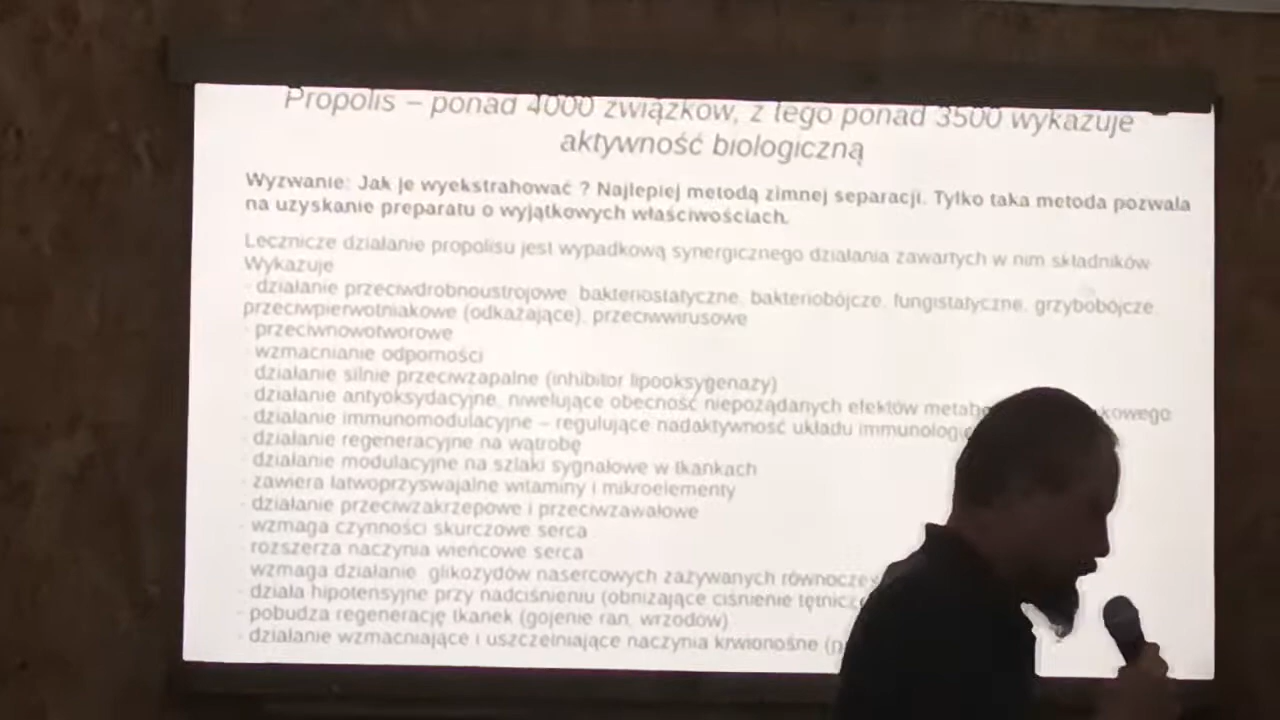 Propolis – ponad 4000 związków, z tego ponad 3500 wykazuje
aktywność biologiczną
Wyzwanie: Jak je wyekstrahować ? Najlepiej metodą zimnej separacji. Tylko taka metoda pozwala
na uzyskanie preparatu o wyjątkowych właściwościach.
Lecznicze działanie propolisu jest wypadkową synergicznego działania zawartych w nim składników
Wykazuje
- działanie przeciwdrobnoustrojowe, bakteriostatyczne, bakteriobójcze, fungistatyczne, grzybobójcze,
przeciwpierwotniakowe (odkażające), przeciwwirusowe
- przeciwnowotworowe
- wzmacnianie odporności
- działanie silnie przeciwzapalne (inhibitor lipooksygenazy)
- działanie antyoksydacyjne, niwelujące obecność niepożądanych efektów
- działanie immunomodulacyjne – regulujące nadaktywność układu
- działanie regeneracyjne na wątrobę
- działanie modulacyjne na szlaki sygnałowe w tkankach
- zawiera łatwoprzyswajalne witaminy i mikroelementy
- działanie przeciwzakrzepowe i przeciwzawałowe
- wzmaga czynności skurczowe serca
- rozszerza naczynia wieńcowe serca
- wzmaga działanie glikozydów nasercowych zażywanych
- działa hipotensyjne przy nadciśnieniu (obniżające ciśnienie
- pobudza regenerację tkanek (gojenie ran, wrzodów)
- działanie wzmacniające i uszczelniające naczynia krwionośne